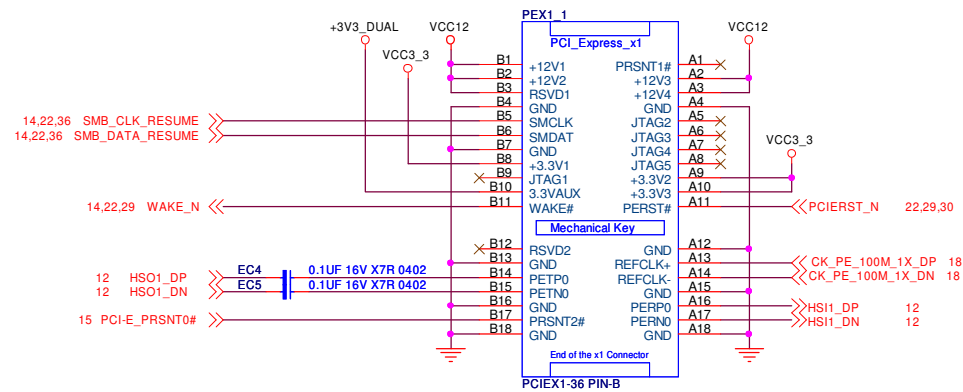 PEX1_1
+3V3_DUAL VCC12 VCC12
PCI_Express_x1
VCC3_3
B1 +12V1 PRSNT1# A1
B2 +12V2 +12V3 A2
B3 RSVD1 +12V4 A3
B4 GND GND A4
14,22,36 SMB_CLK_RESUME B5 SMCLK JTAG2 A5
14,22,36 SMB_DATA_RESUME B6 SMDAT JTAG3 A6
B7 GND JTAG4 A7
VCC3_3
B8 +3.3V1 JTAG5 A8
B9 JTAG1 +3.3V2 A9
B10 3.3VAUX +3.3V3 A10
14,22,29 WAKE_N B11 WAKE# PERST# A11 PCIERST_N 22,29,30
Mechanical Key
B12 RSVD2 GND A12
B13 GND REFCLK+ A13 CK_PE_100M_1X_DP 18
12 HSO1_DP EC4 0.1UF 16V X7R 0402 B14 PETP0 REFCLK- A14 CK_PE_100M_1X_DN 18
12 HSO1_DN EC5 0.1UF 16V X7R 0402 B15 PETN0 GND A15
B16 GND PERP0 A16 HSI1_DP 12
15 PCI-E_PRSNT0# B17 PRSNT2# PERN0 A17 HSI1_DN 12
B18 GND GND A18
End of the x1 Connector
PCIEX1-36 PIN-B